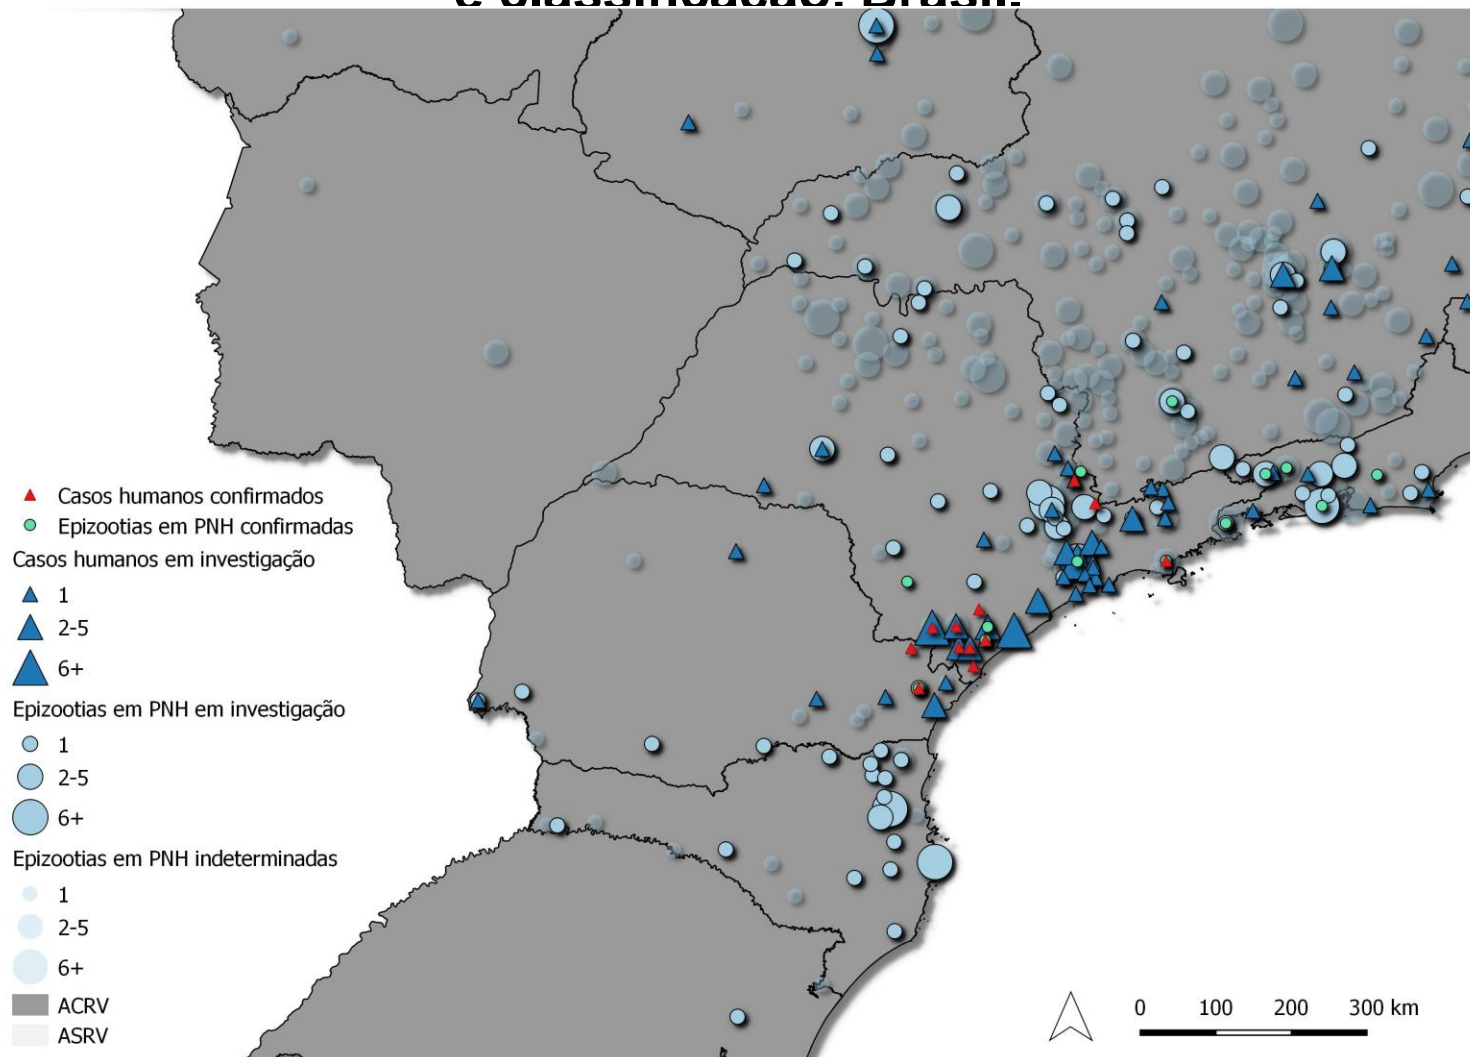 e classificação. Brasil.
Casos humanos confirmados
Epizootias em PNH confirmadas
Casos humanos em investigação
1
2-5
6+
Epizootias em PNH em investigação
1
2-5
6+
Epizootias em PNH indeterminadas
1
2-5
6+
ACRV
ASRV
0 100 200 300 km